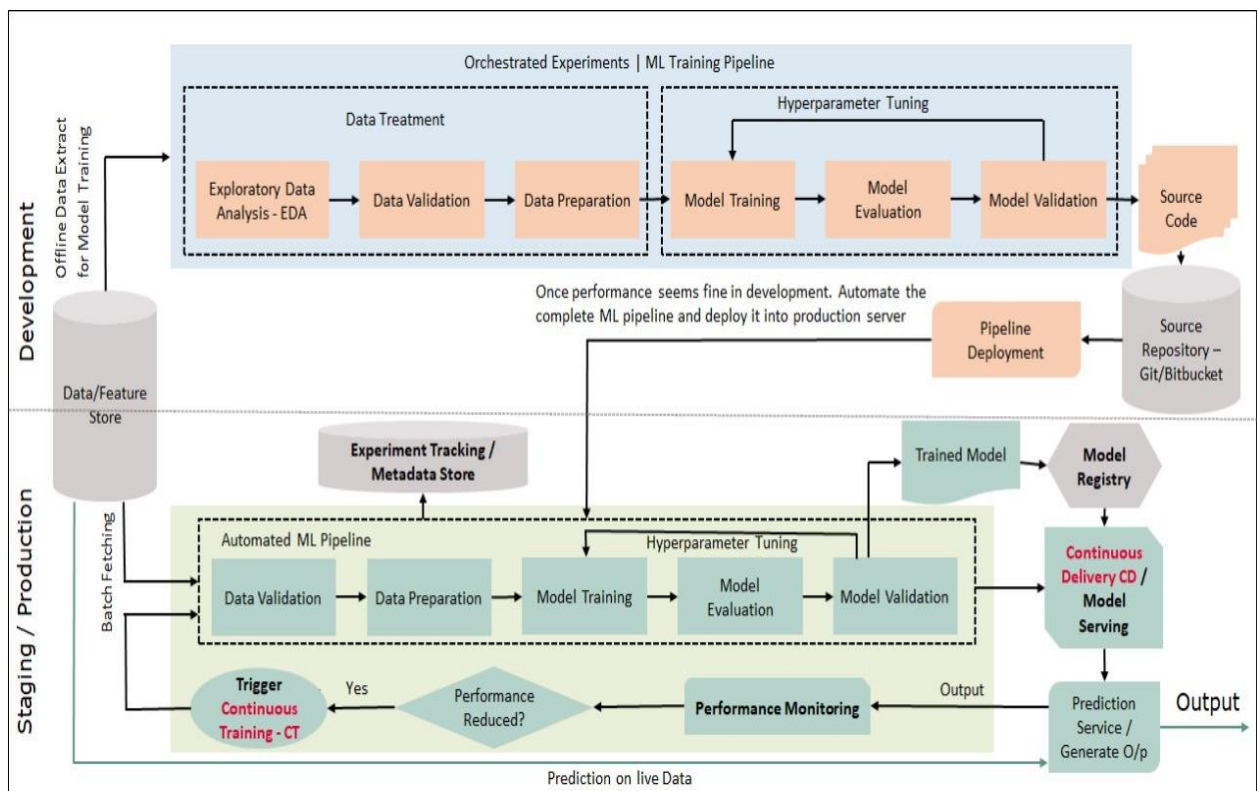 Orchestrated Experiments | ML Training Pipeline
Data Treatment
Hyperparameter Tuning
Exploratory Data
Analysis - EDA
Data Validation
Data Preparation
Model Training
Model
Evaluation
Model Validation
Source
Code
Offline Data Extract
for Model Training
Development
Once performance seems fine in development. Automate the
complete ML pipeline and deploy it into production server
Pipeline
Deployment
Source
Repository –
Git/Bitbucket
Data/Feature
Store
Experiment Tracking /
Metadata Store
Trained Model
Model
Registry
Staging / Production
Batch Fetching
Automated ML Pipeline
Hyperparameter Tuning
Data Validation
Data Preparation
Model Training
Model
Evaluation
Model Validation
Continuous
Delivery CD /
Model
Serving
Trigger
Continuous
Training - CT
Yes
Performance
Reduced?
Performance Monitoring
Output
Prediction
Service /
Generate O/p
Output
Prediction on live Data